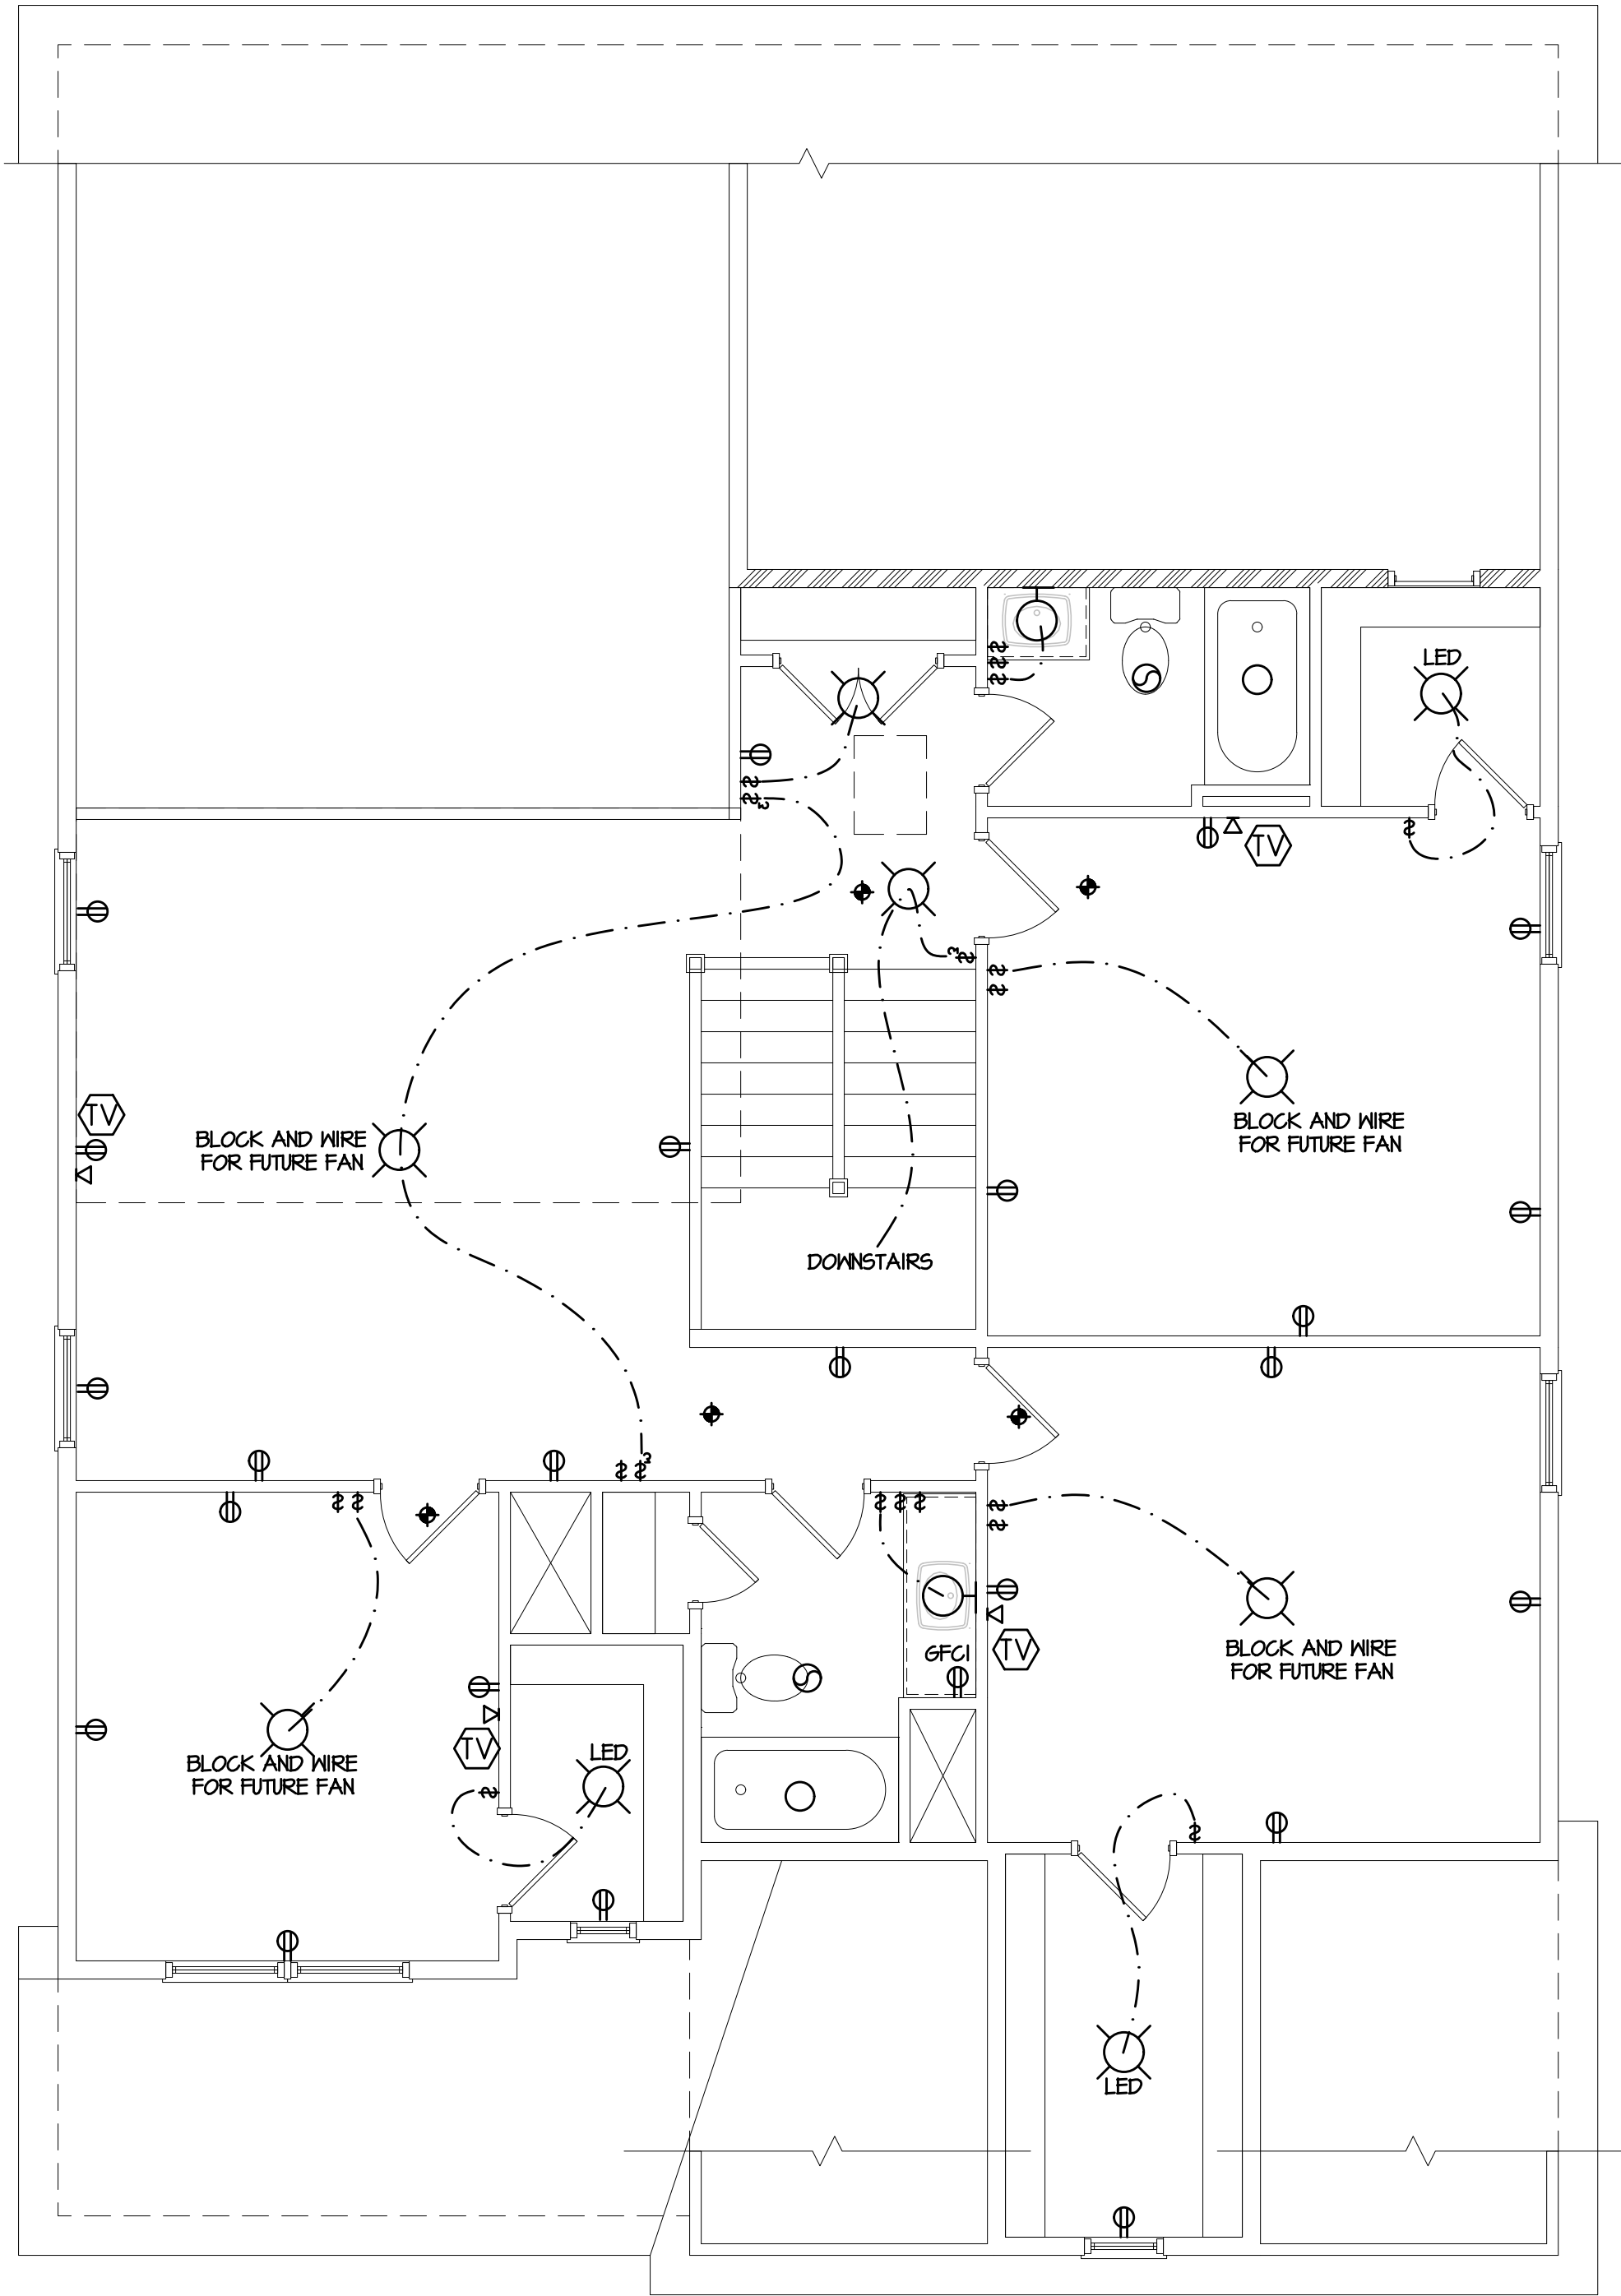 LED
TV
TV
BLOCK AND WIRE
FOR FUTURE FAN
BLOCK AND WIRE
FOR FUTURE FAN
DOWNSTAIRS
GFCI
TV
BLOCK AND WIRE
FOR FUTURE FAN
TV
LED
BLOCK AND WIRE
FOR FUTURE FAN
LED